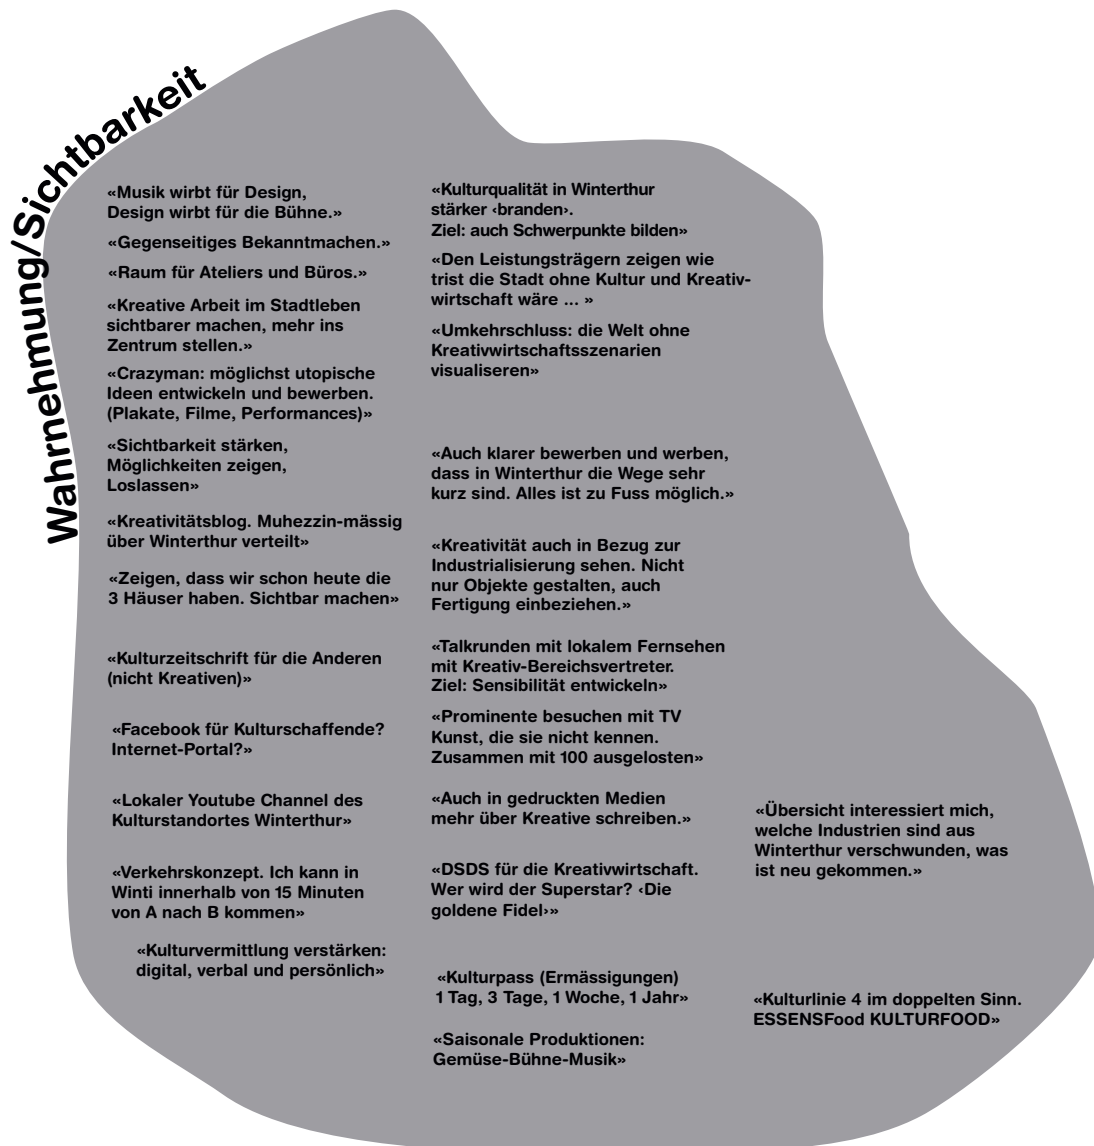 Wahrnehmung/Sichtbarkeit
«Musik wirbt für Design,
Design wirbt für die Bühne.»
«Gegenseitiges Bekanntmachen.»
«Raum für Ateliers und Büros.»
«Kreative Arbeit im Stadtleben
sichtbarer machen, mehr ins
Zentrum stellen.»
«Crazyman: möglichst utopische
Ideen entwickeln und bewerben.
(Plakate, Filme, Performances)»
«Sichtbarkeit stärken,
Möglichkeiten zeigen,
Loslassen»
«Kreativitätsblog. Muhezzin-mässig
über Winterthur verteilt»
«Zeigen, dass wir schon heute die
3 Häuser haben. Sichtbar machen»
«Kulturzeitschrift für die Anderen
(nicht Kreativen)»
«Facebook für Kulturschaffende?
Internet-Portal?»
«Lokaler Youtube Channel des
Kulturstandortes Winterthur»
«Verkehrskonzept. Ich kann in
Winti innerhalb von 15 Minuten
von A nach B kommen»
«Kulturvermittlung verstärken:
digital, verbal und persönlich»
«Kulturqualität in Winterthur
stärker ‹branden›.
Ziel: auch Schwerpunkte bilden»
«Den Leistungsträgern zeigen wie
trist die Stadt ohne Kultur und Kreativ-
wirtschaft wäre ... »
«Umkehrschluss: die Welt ohne
Kreativwirtschaftsszenarien
visualiseren»
«Auch klarer bewerben und werben,
dass in Winterthur die Wege sehr
kurz sind. Alles ist zu Fuss möglich.»
«Kreativität auch in Bezug zur
Industrialisierung sehen. Nicht
nur Objekte gestalten, auch
Fertigung einbeziehen.»
«Talkrunden mit lokalem Fernsehen
mit Kreativ-Bereichsvertreter.
Ziel: Sensibilität entwickeln»
«Prominente besuchen mit TV
Kunst, die sie nicht kennen.
Zusammen mit 100 ausgelosten»
«Auch in gedruckten Medien
mehr über Kreative schreiben.»
«DSDS für die Kreativwirtschaft.
Wer wird der Superstar? ‹Die
goldene Fidel›»
«Kulturpass (Ermässigungen)
1 Tag, 3 Tage, 1 Woche, 1 Jahr»
«Saisonale Produktionen:
Gemüse-Bühne-Musik»
«Übersicht interessiert mich,
welche Industrien sind aus
Winterthur verschwunden, was
ist neu gekommen.»
«Kulturlinie 4 im doppelten Sinn.
ESSENSFood KULTURFOOD»